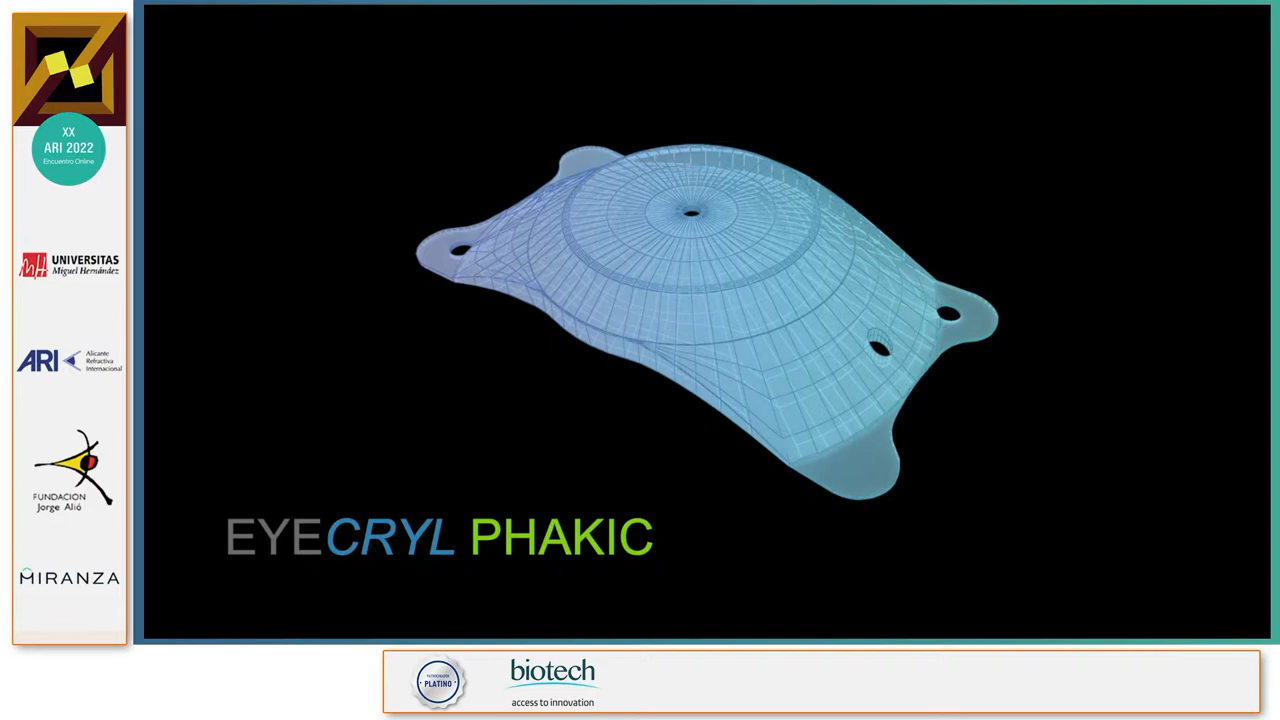 XX
ARI 2022
Encuentro Online
UNIVERSITAS
Miguel Hernández
ARI
Alicante
Refractiva
Internacional
FUNDACION
Jorge Alió
MIRANZA
EYECRYL PHAKIC
PATROCINADOR
PLATINO
biotech
access to innovation